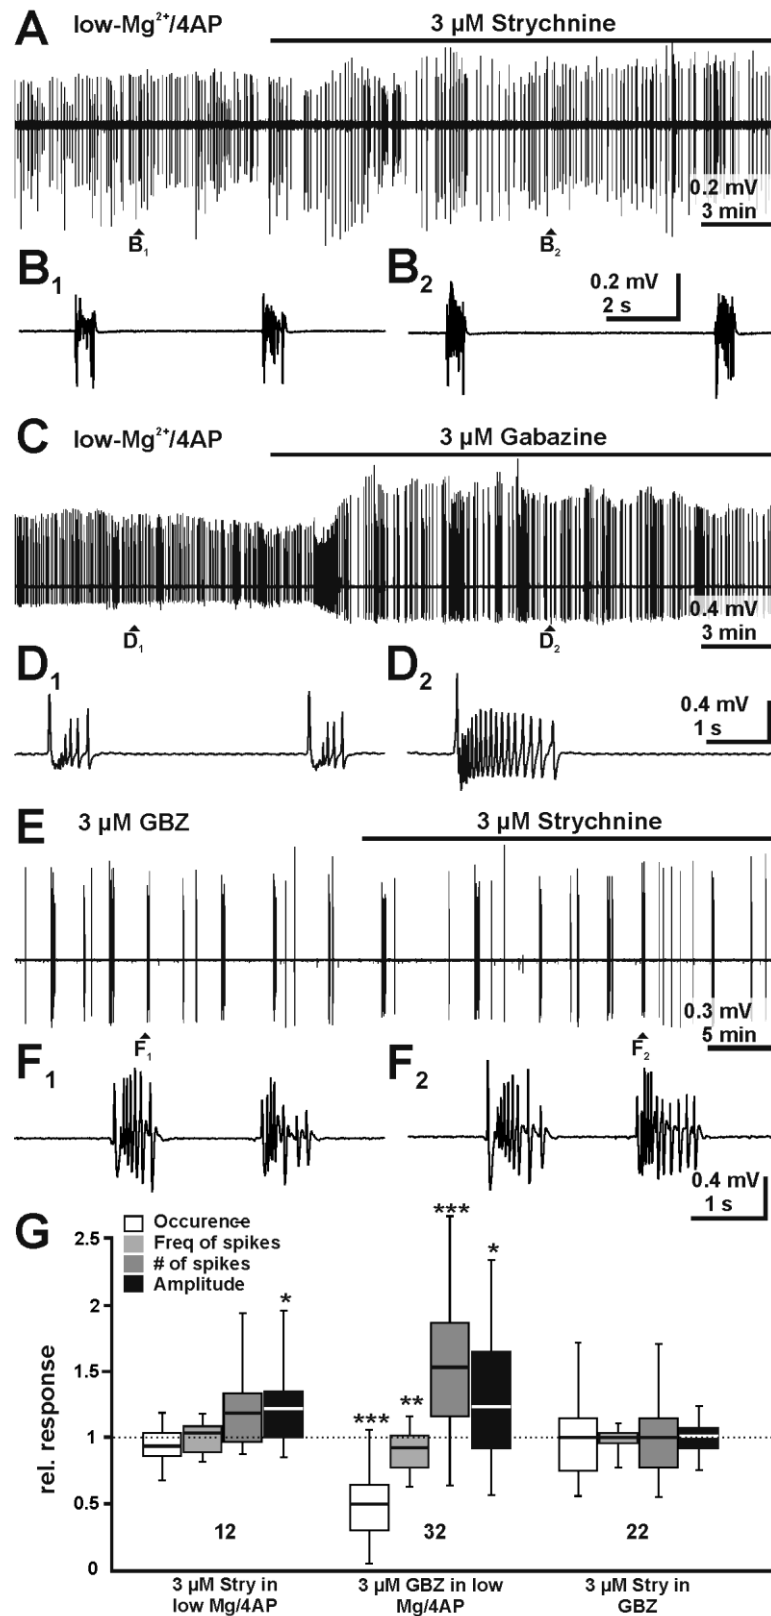 A low-Mg²⁺/4AP 3 µM Strychnine
0.2 mV
3 min
B₁ B₂
B₁ B₂ 0.2 mV
2 s
C low-Mg²⁺/4AP 3 µM Gabazine
0.4 mV
3 min
D₁ D₂
D₁ D₂ 0.4 mV
1 s
E 3 µM GBZ 3 µM Strychnine
0.3 mV
5 min
F₁ F₂
F₁ F₂
0.4 mV
1 s
G
Occurence
Freq of spikes
# of spikes
Amplitude
2.5
2
1.5
1
0.5
0
rel. response
* *** ** *** * 
12 32 22
3 µM Stry in 3 µM GBZ in low 3 µM Stry in
low Mg/4AP Mg/4AP GBZ